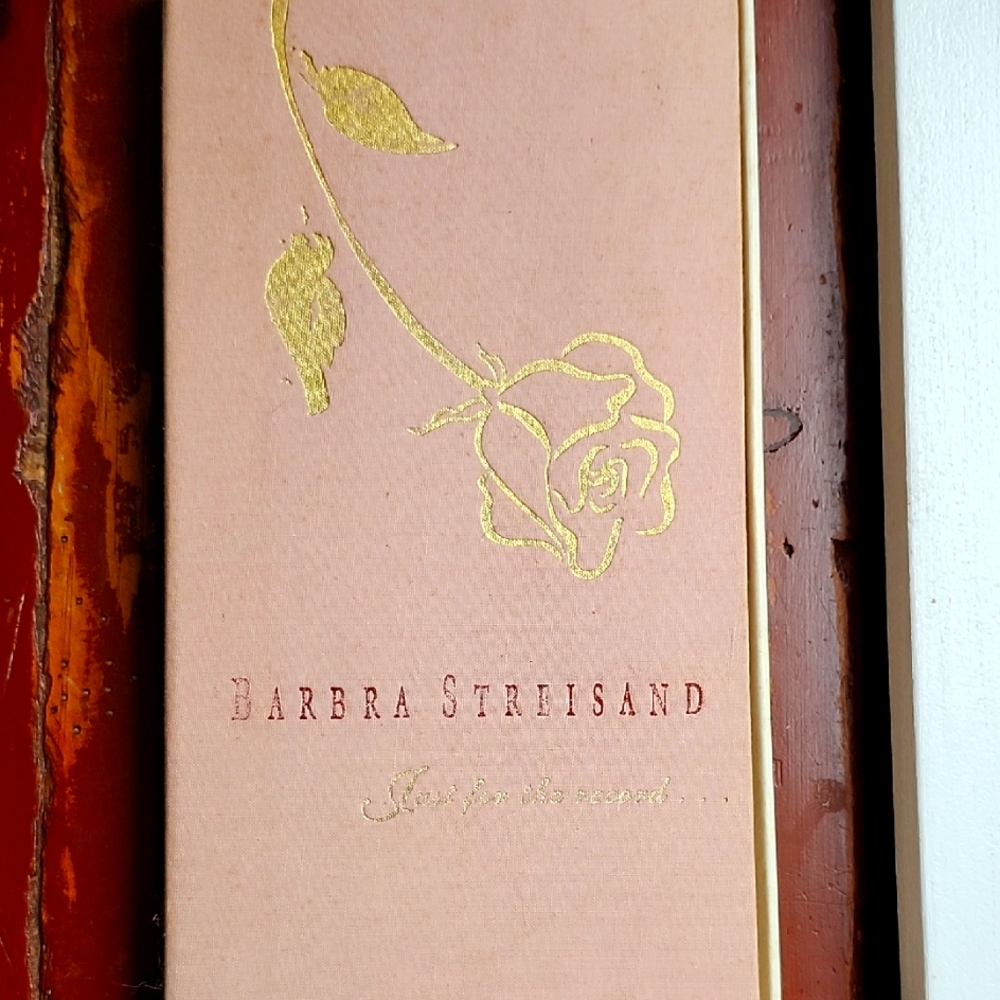 BARBRA STREISAND
Just for the record . . .